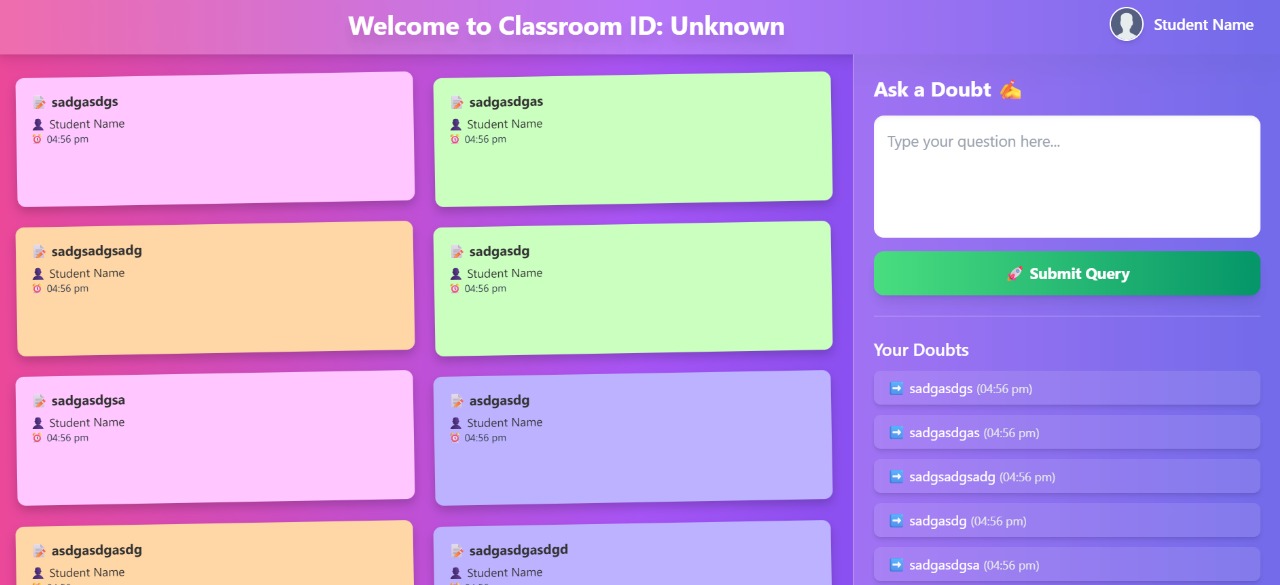 Welcome to Classroom ID: Unknown
Student Name
sadgasdgs
Student Name
04:56 pm
sadgasdgas
Student Name
04:56 pm
sadgsadgsadg
Student Name
04:56 pm
sadgasdg
Student Name
04:56 pm
sadgasdgsa
Student Name
04:56 pm
asdgasdg
Student Name
04:56 pm
asdgasdgasdg
Student Name
sadgasdgasdgd
Student Name
Ask a Doubt
Type your question here...
Submit Query
Your Doubts
sadgasdgs (04:56 pm)
sadgasdgas (04:56 pm)
sadgsadgsadg (04:56 pm)
sadgasdg (04:56 pm)
sadgasdgsa (04:56 pm)